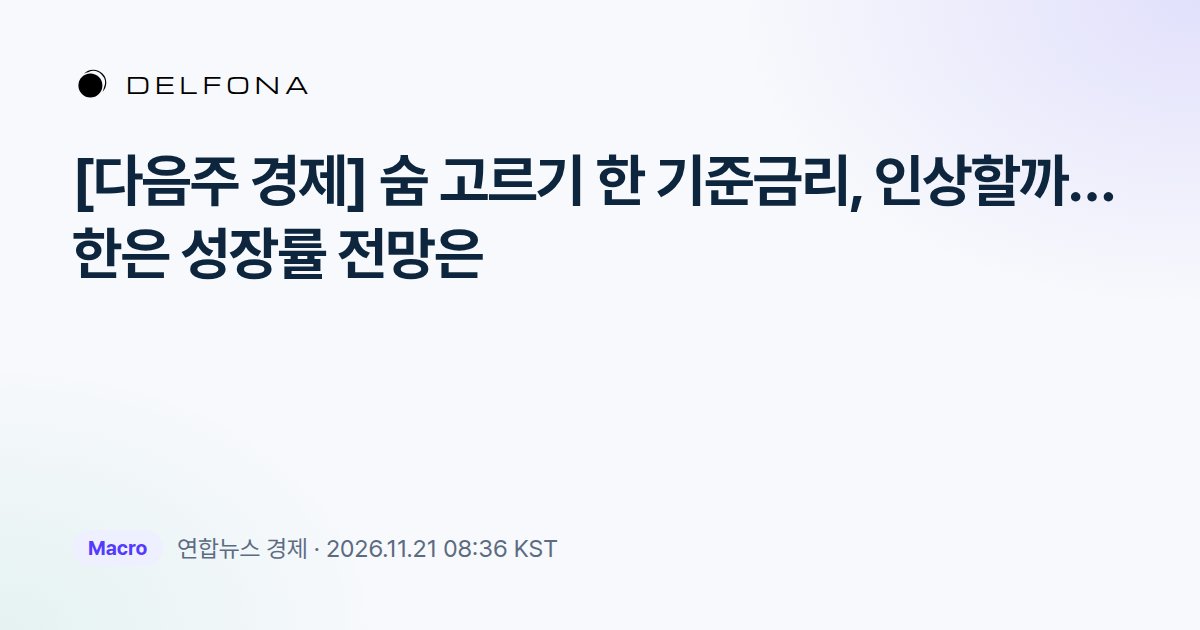 DELFONA
[다음주 경제] 숨 고르기 한 기준금리, 인상할까…
한은 성장률 전망은
Macro 연합뉴스 경제 · 2026.11.21 08:36 KST